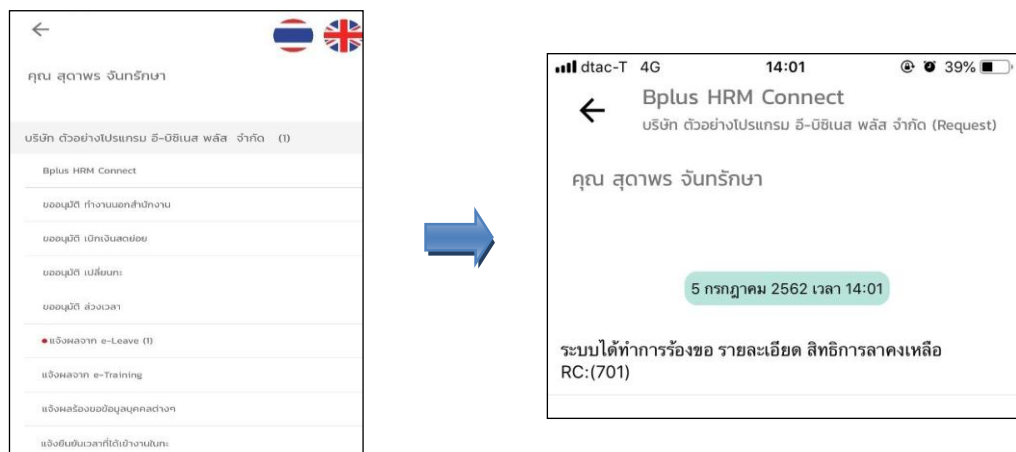 คุณ สุดาพร จันทรักษา
บริษัท ตัวอย่างโปรแกรม อี-บิซิเนส พลัส จำกัด (1)
Bplus HRM Connect
ขออนุมัติ ทำงานนอกสำนักงาน
ขออนุมัติ เบิกเงินสดย่อย
ขออนุมัติ เปลี่ยนกะ
ขออนุมัติ ล่วงเวลา
แจ้งผลจาก e-Leave (1)
แจ้งผลจาก e-Training
แจ้งผลร้องขอข้อมูลบุคคลต่างๆ
แจ้งยืนยันเวลาที่ได้เข้างานในกะ
dtac-T 4G 14:01 39%
Bplus HRM Connect
บริษัท ตัวอย่างโปรแกรม อี-บิซิเนส พลัส จำกัด (Request)
คุณ สุดาพร จันทรักษา
5 กรกฎาคม 2562 เวลา 14:01
ระบบได้ทำการร้องขอ รายละเอียด สิทธิการลาคงเหลือ
RC:(701)